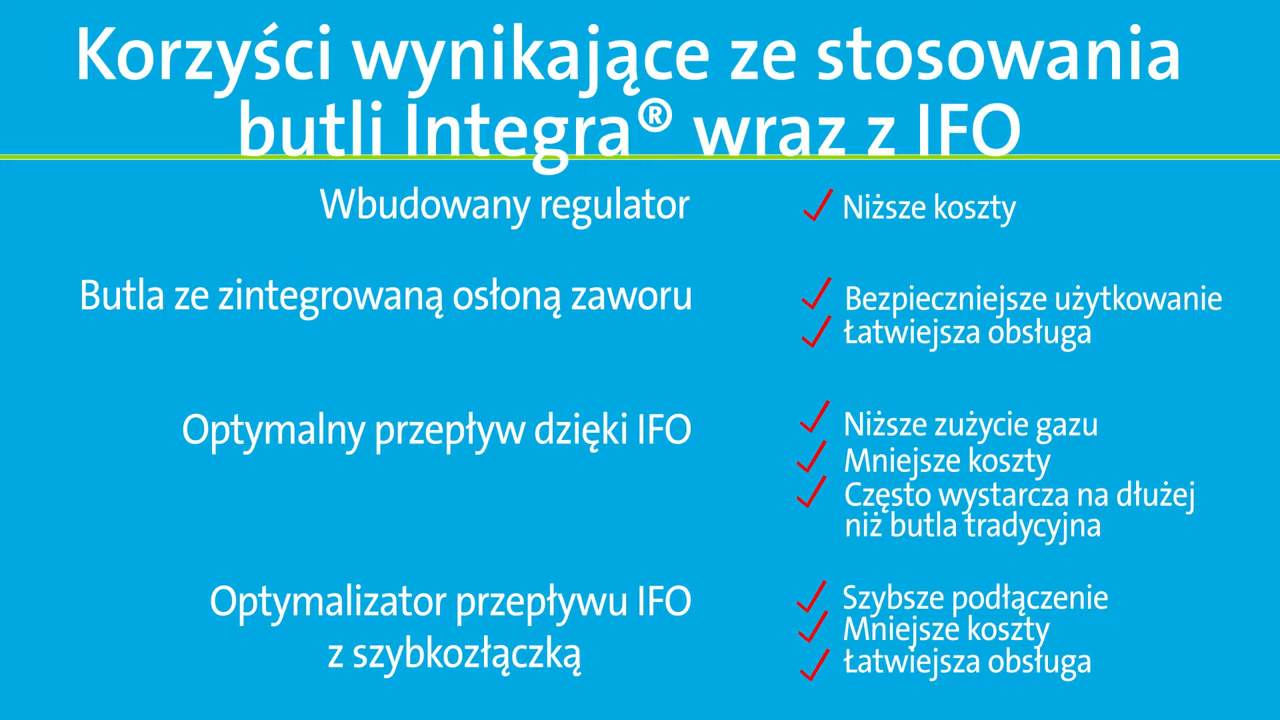 Korzyści wynikające ze stosowania
butli Integra® wraz z IFO
Wbudowany regulator
Niższe koszty
Butla ze zintegrowaną osłoną zaworu
Bezpieczniejsze użytkowanie
Łatwiejsza obsługa
Optymalny przepływ dzięki IFO
Niższe zużycie gazu
Mniejsze koszty
Często wystarcza na dłużej
niż butla tradycyjna
Optymalizator przepływu IFO
z szybkozłączką
Szybsze podłączenie
Mniejsze koszty
Łatwiejsza obsługa